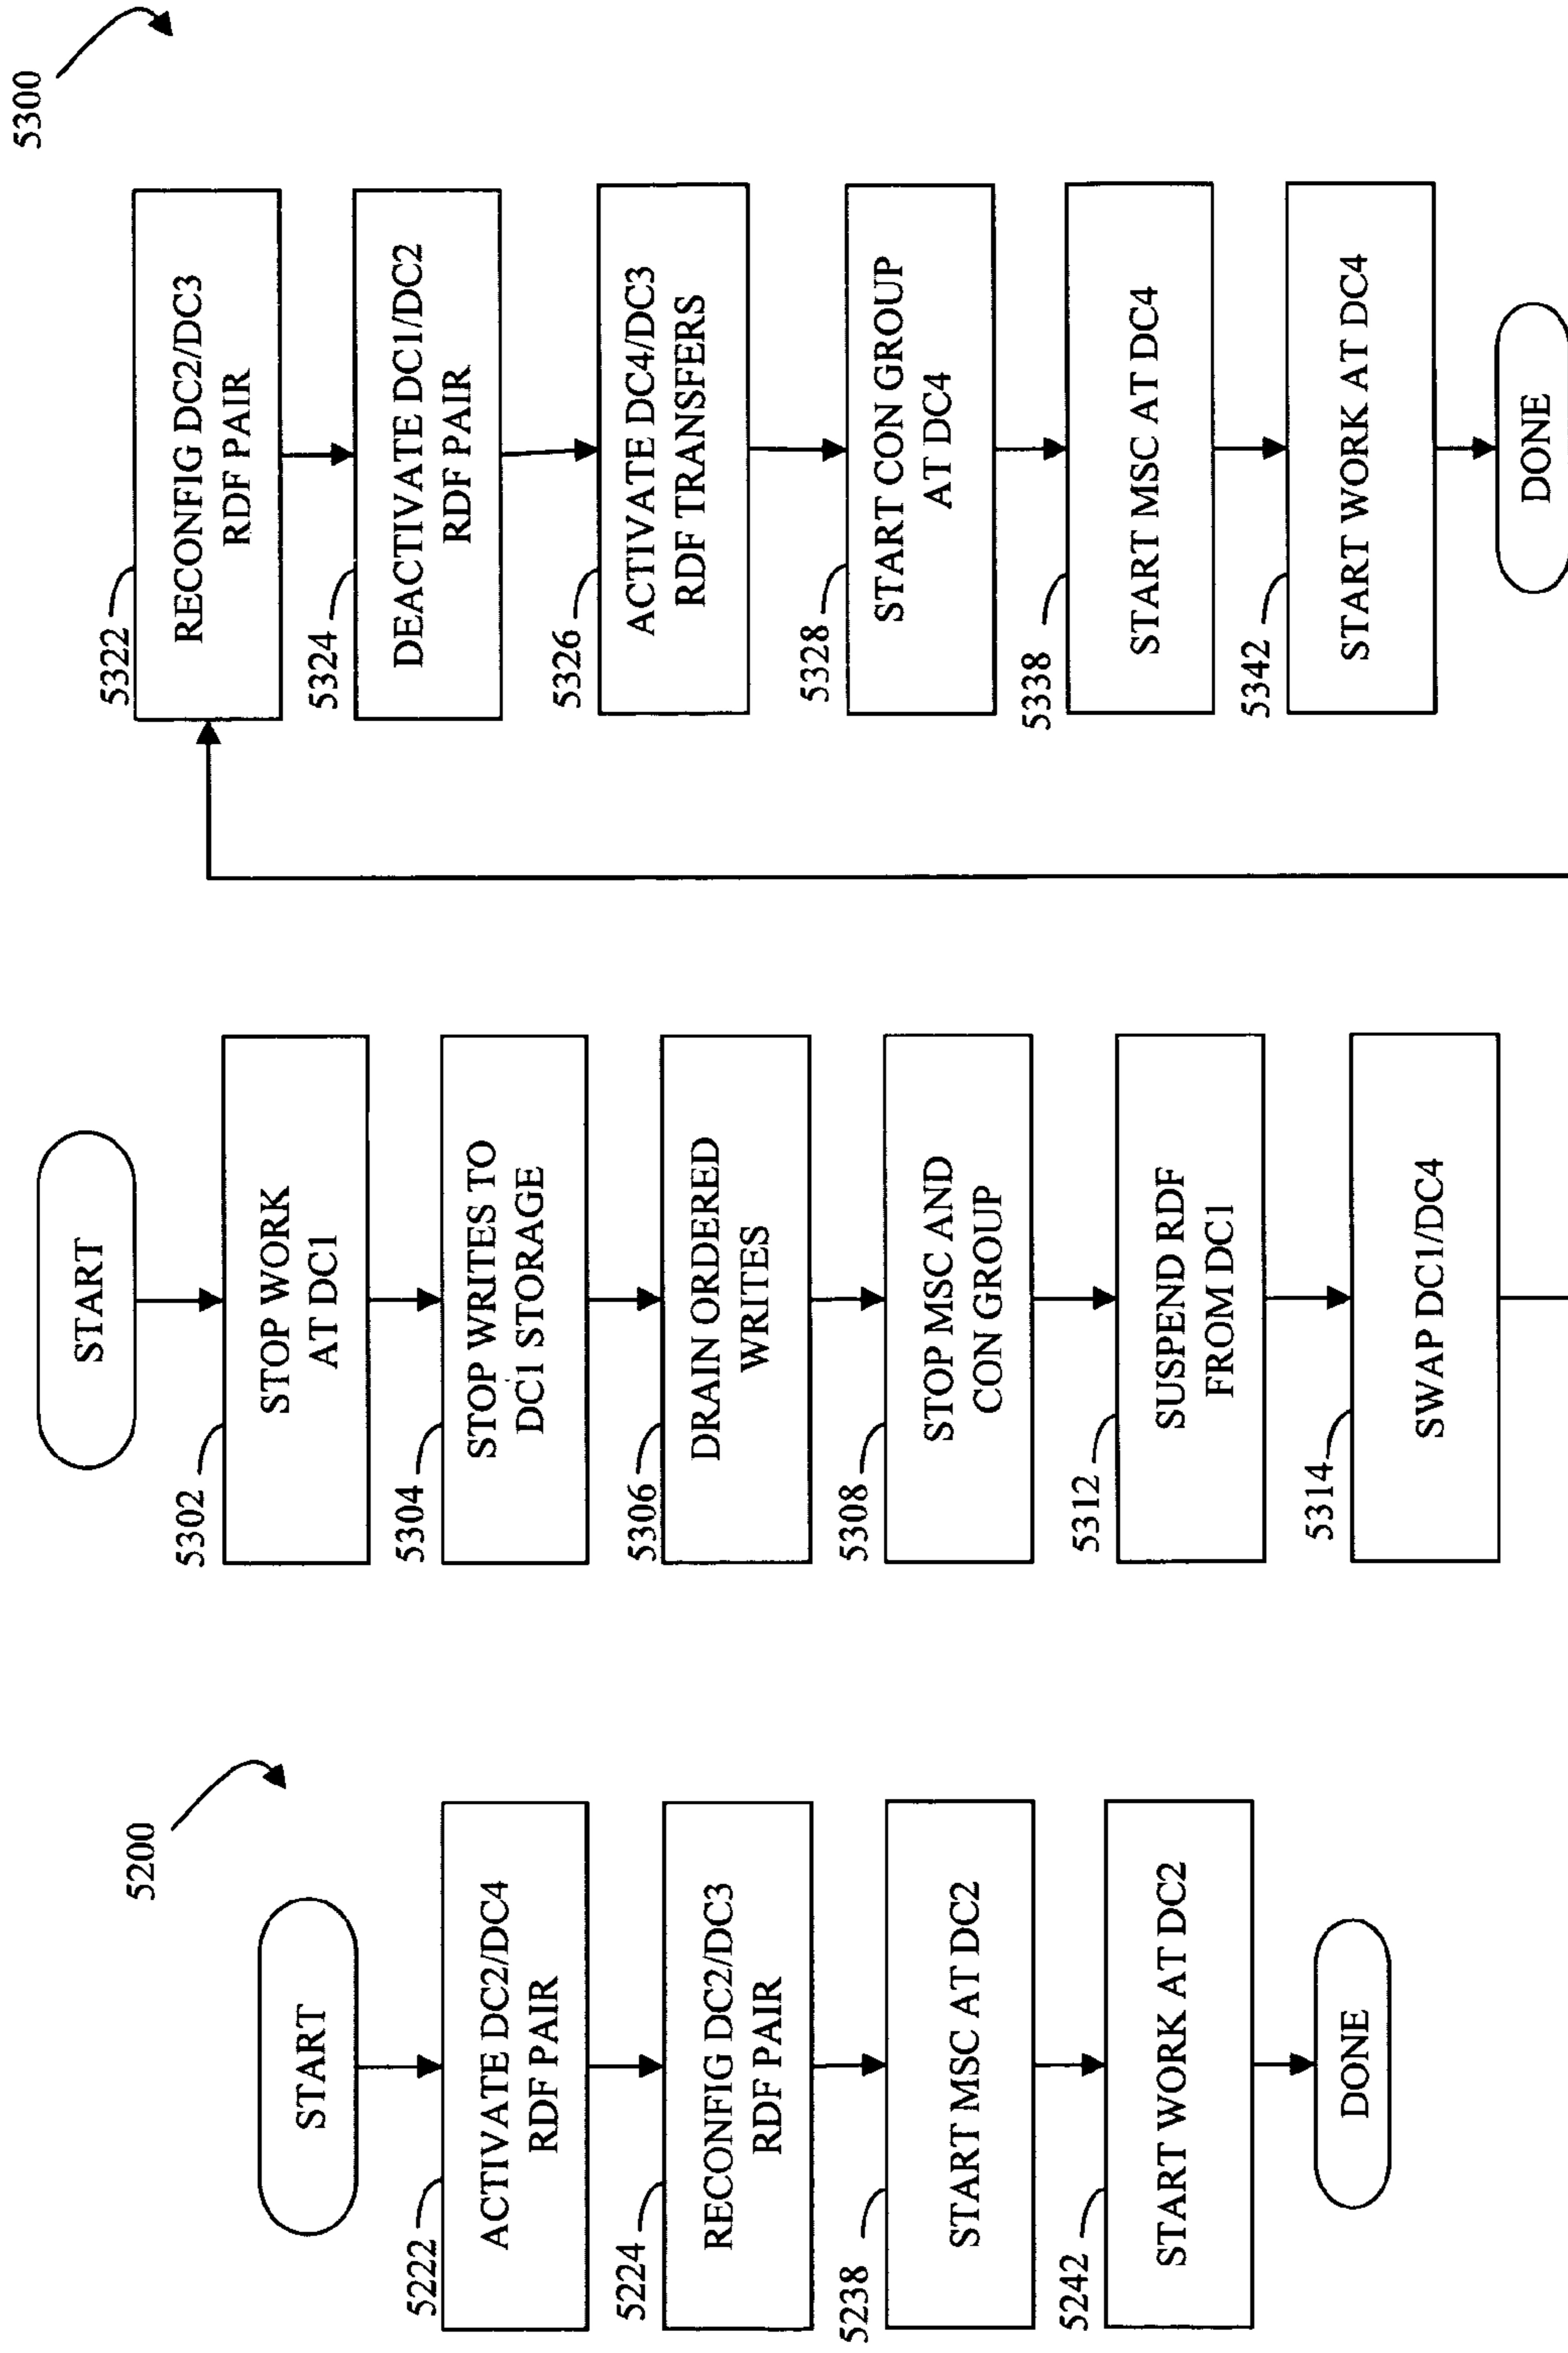 5200
START
5222
ACTIVATE DC2/DC4
RDF PAIR
5224
RECONFIG DC2/DC3
RDF PAIR
5238
START MSC AT DC2
5242
START WORK AT DC2
DONE
5300
START
5302
STOP WORK
AT DC1
5304
STOP WRITES TO
DC1 STORAGE
5306
DRAIN ORDERED
WRITES
5308
STOP MSC AND
CON GROUP
5312
SUSPEND RDF
FROM DC1
5314
SWAP DC1/DC4
5322
RECONFIG DC2/DC3
RDF PAIR
5324
DEACTIVATE DC1/DC2
RDF PAIR
5326
ACTIVATE DC4/DC3
RDF TRANSFERS
5328
START CON GROUP
AT DC4
5338
START MSC AT DC4
5342
START WORK AT DC4
DONE